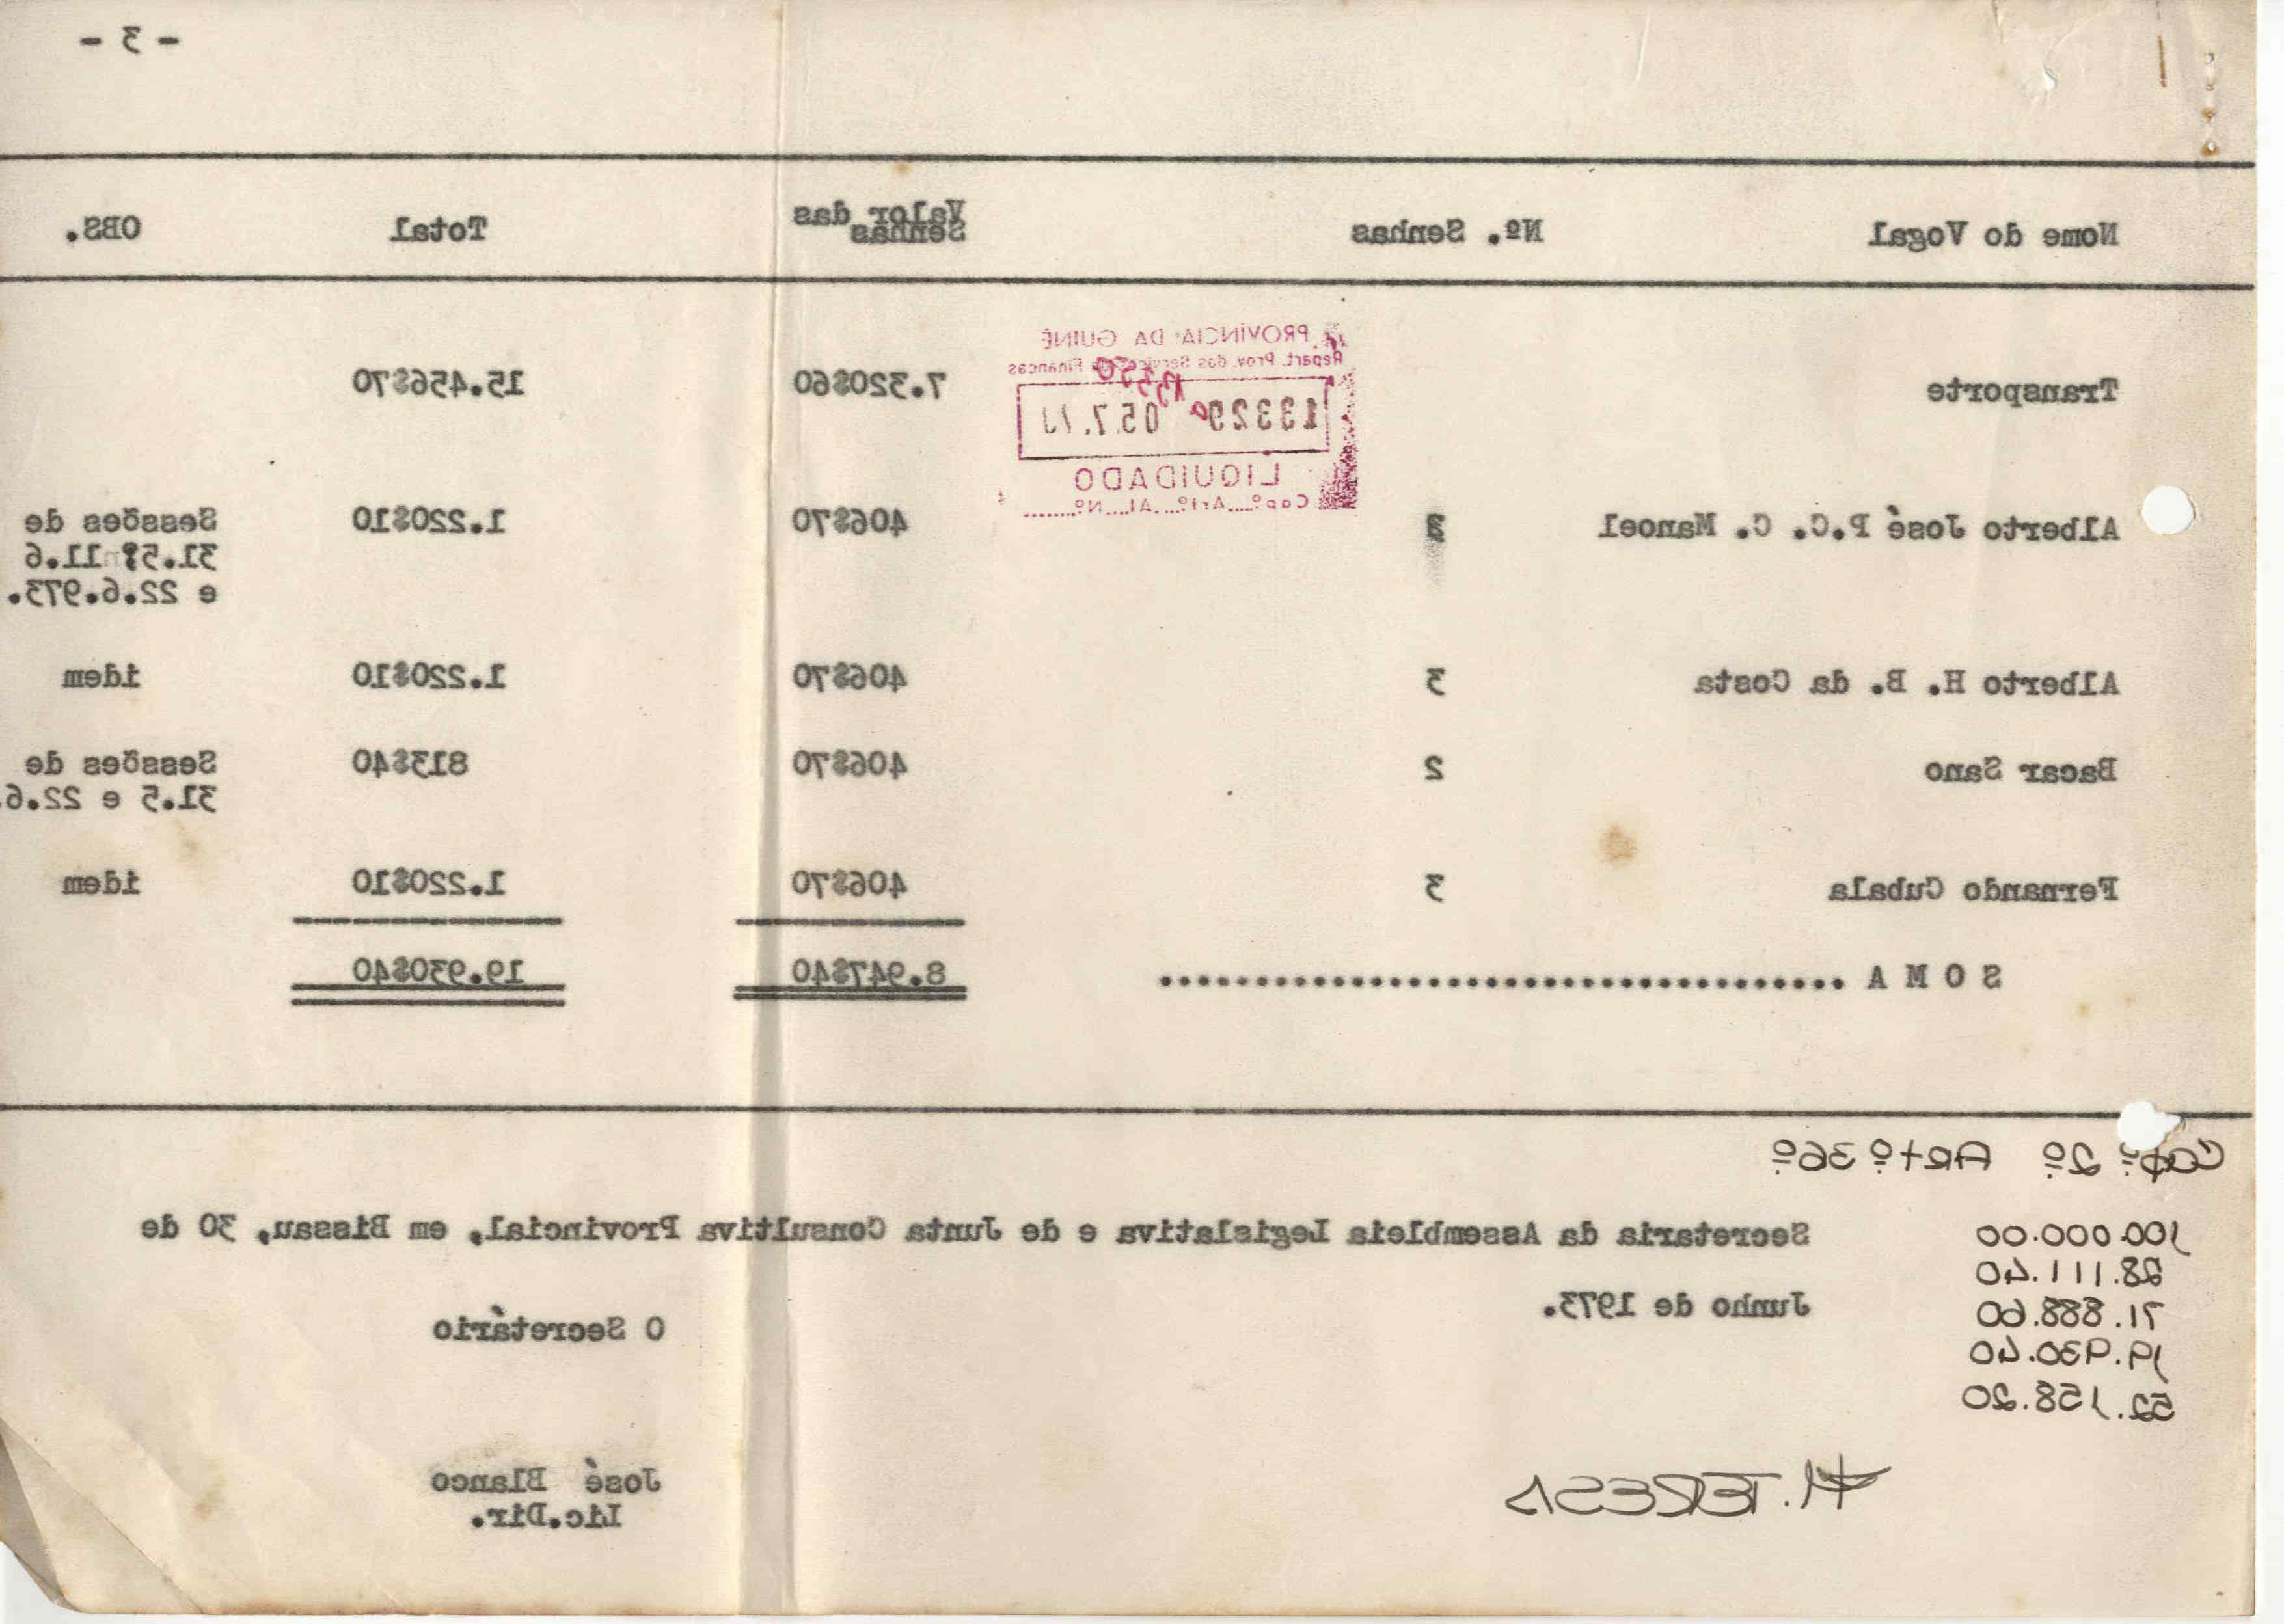 - 3 -
Nome do Vogal Nº. Senhas Valor das Senhas Total OBS.
PROVÍNCIA DA GUINÉ
Repart. Prov. dos Serviços de Finanças
Transporte 7.320$60 15.456$70
13329 05.7.73
LIQUIDADO
Capº.....Artº.....Al.....Nº..........
Alberto José P.C. C. Manoel 3 406$70 1.220$10 Sessões de
31.5, 11.6
e 22.6.973.
Alberto H. B. da Costa 3 406$70 1.220$10 idem
Bacar Sano 2 406$70 813$40 Sessões de
31.5 e 22.6.
Fernando Cubala 3 406$70 1.220$10 idem
S O M A ................................... 8.947$40 19.930$40
Capº. 2º Artº 36º
100.000.00
28.111.40
71.888.60
19.930.40
52.158.20
Secretaria da Assembleia Legislativa e de Junta Consultiva Provincial, em Bissau, 30 de
Junho de 1973.
O Secretário
M. TERESA
José Blanco
Lic.Dir.